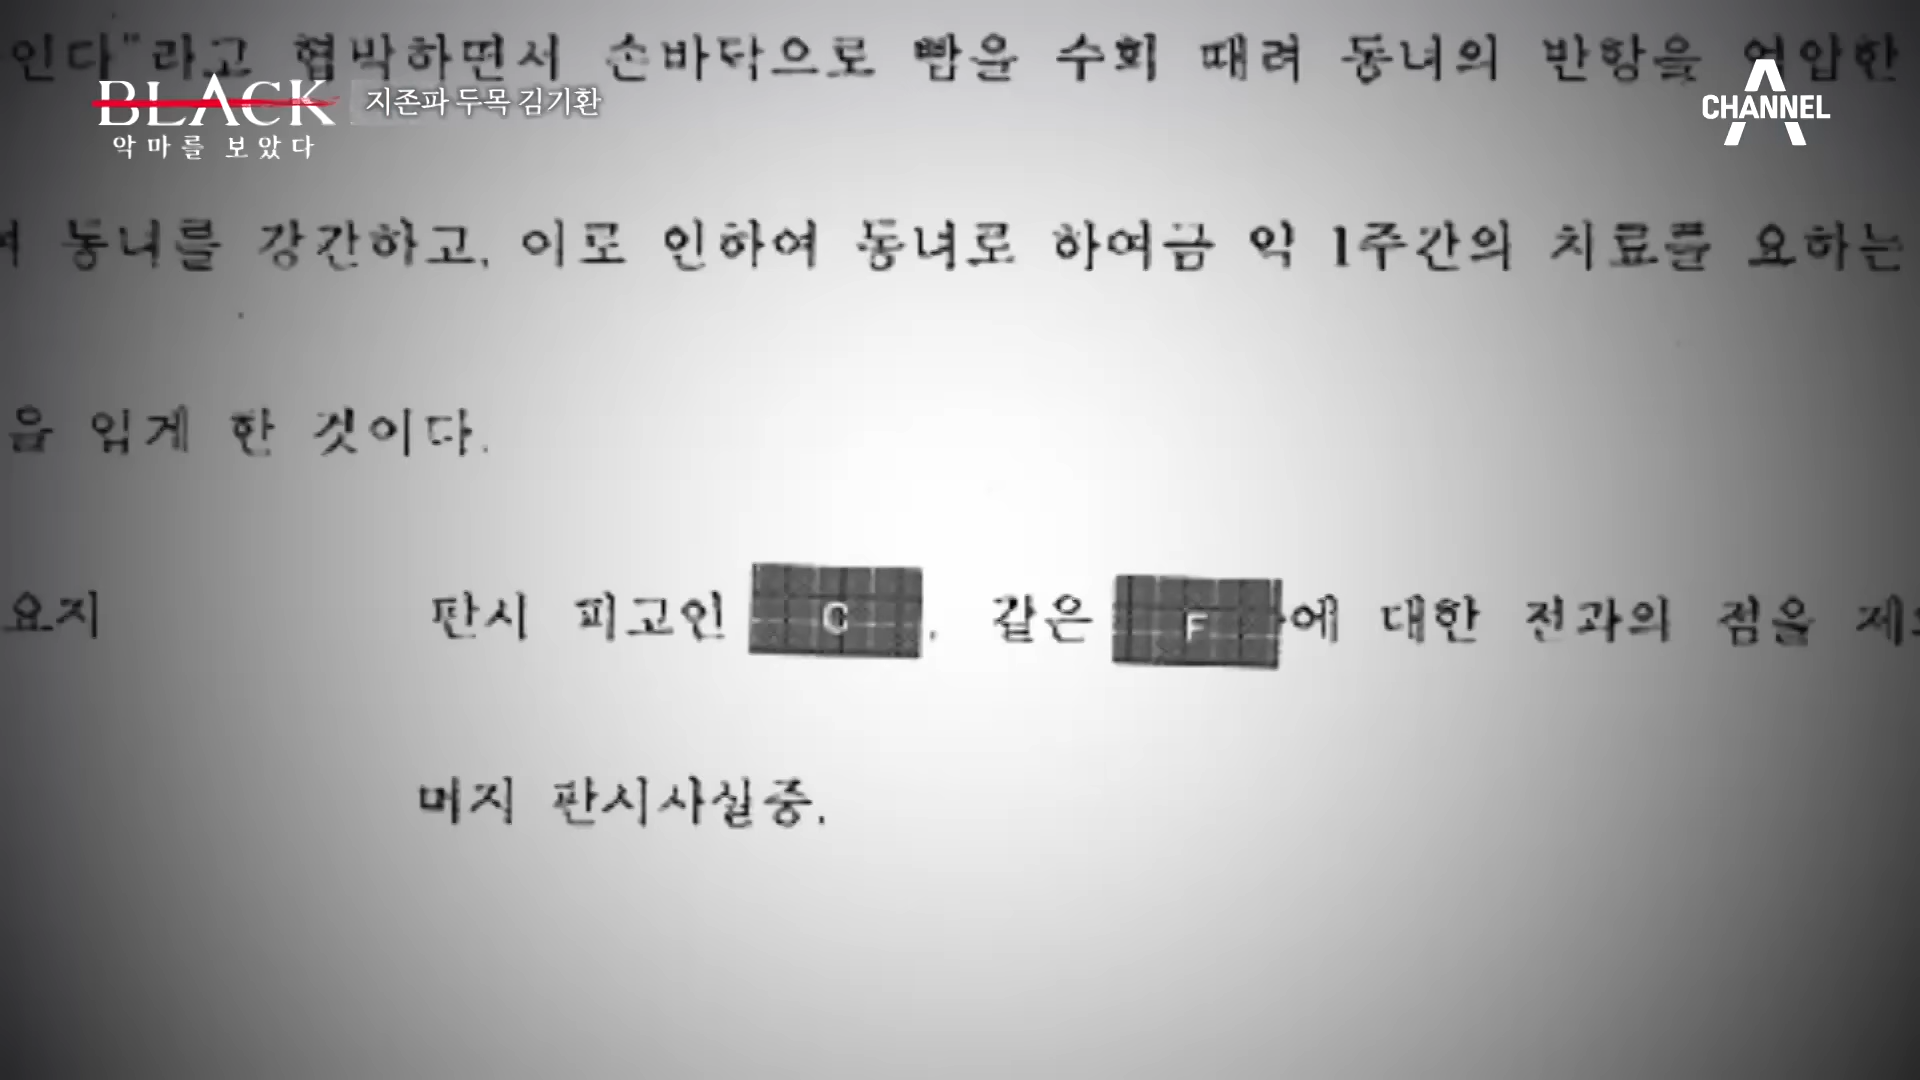 인다"라고 협박하면서 손바닥으로 뺨을 수회 때려 동녀의 반항을 억압한
BLACK 지존파 두목 김기환
악마를 보았다
CHANNEL A
동녀를 강간하고, 이로 인하여 동녀로 하여금 약 1주간의 치료를 요하는
음 입게 한 것이다.
요지 판시 피고인 C, 같은 F에 대한 전과의 점을
머지 판시사실중,